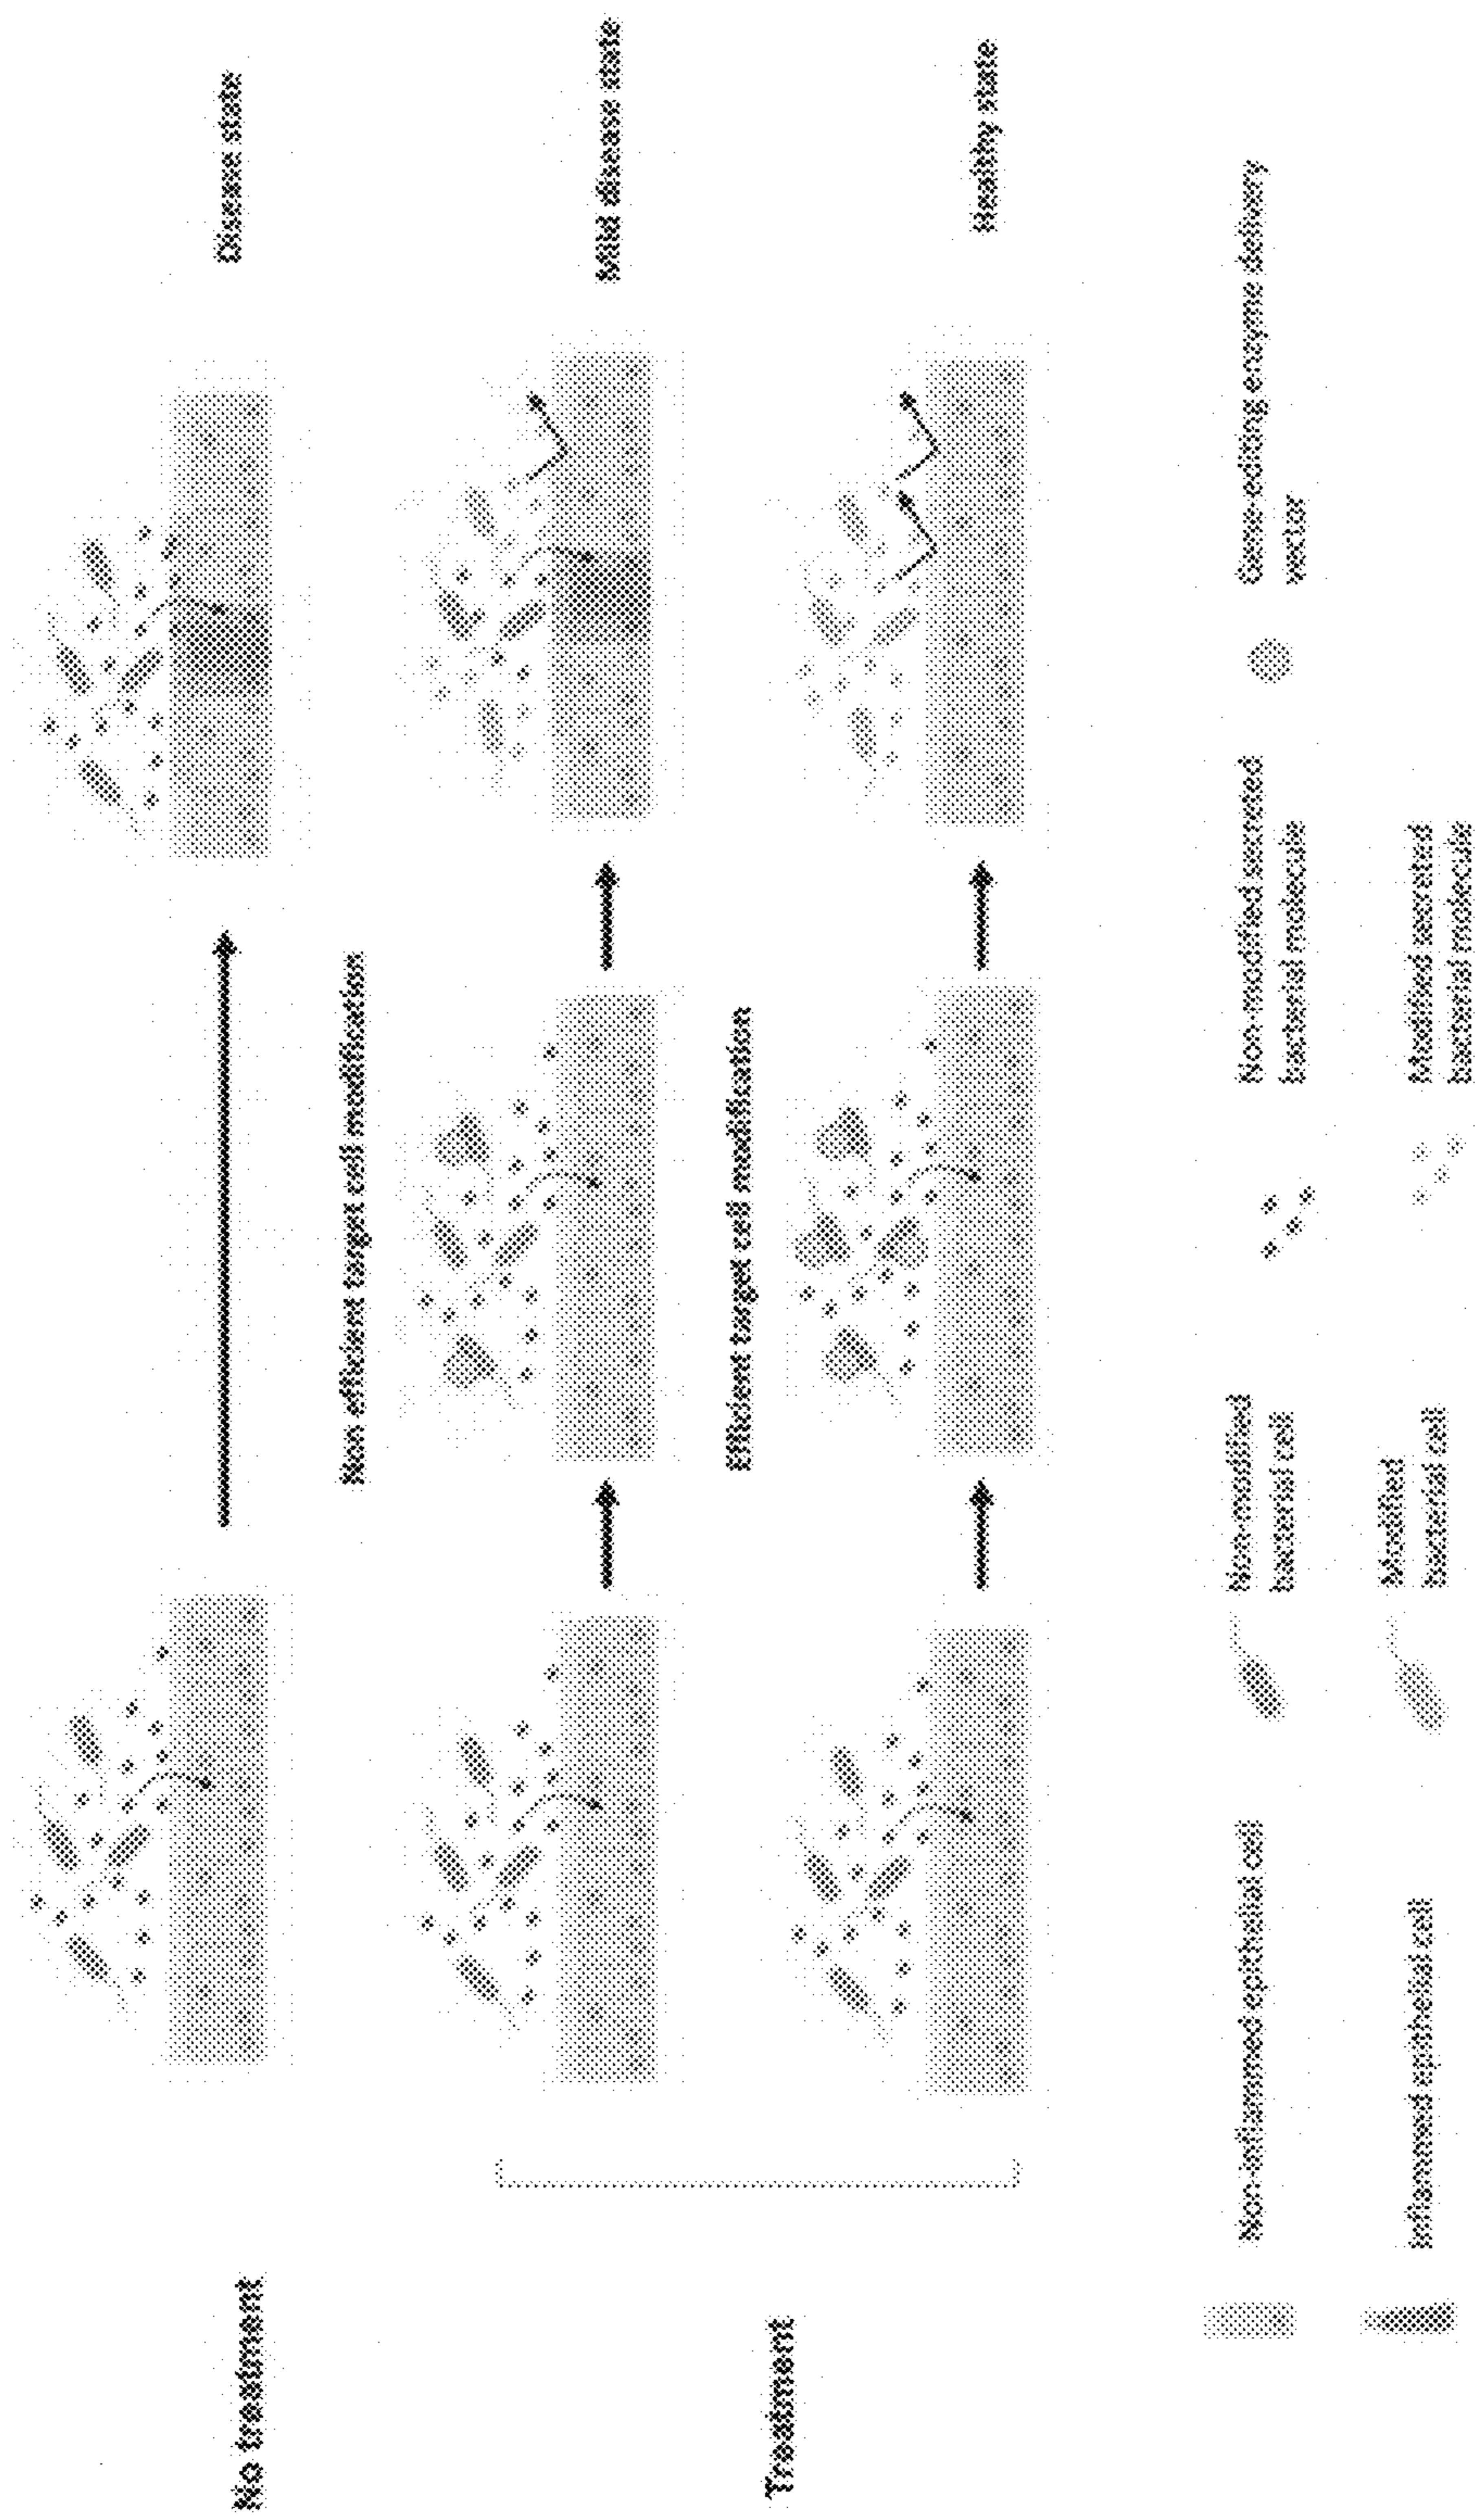 No treatment
Disease state
Non efficient target cell modification
Mild disease state
Treatment
Efficient target cell modification
Healthy state
Non-inflammed epithelial cell
Non-modified
bacterial cell
Non-modified secreted
bacterial molecule
Gene-editing enzyme delivery
vector
Inflammed epithelial cell
Modified
bacterial cell
Modified secreted
bacterial molecule